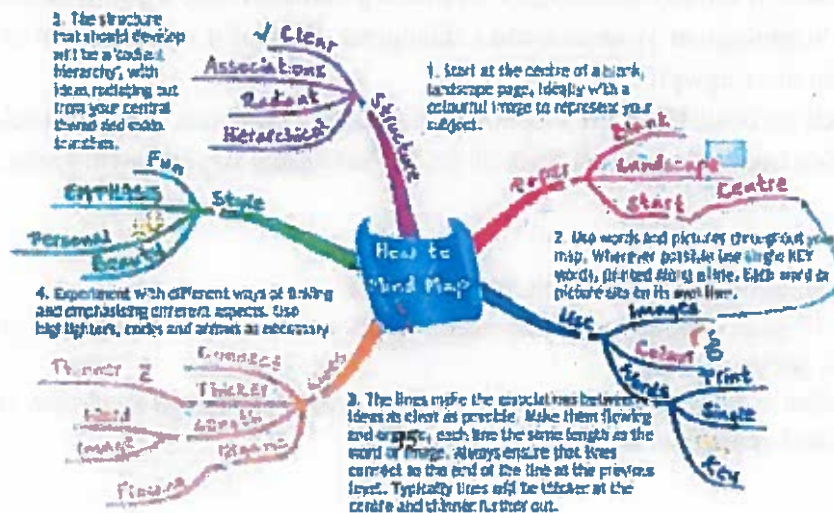 5. The structure
that should develop
will be a 'radiant
hierarchy', with
ideas radiating out
from your central
theme and main
branches.
Clear
Associations
Radiant
Hierarchical
Structure
1. Start at the centre of a blank,
landscape page, ideally with a
colourful image to represent your
subject.
Paper
Blank
Landscape
Start
Centre
Fun
EMPHASIS
Personal
Beauty
Style
How to
Mind Map
2. Use words and pictures throughout your
map. Wherever possible use single KEY
words, printed along a line. Each word or
picture sits on its own line.
Use
Images
Colour
Words
Print
Single
Key
4. Experiment with different ways of linking
and emphasising different aspects. Use
highlighters, codes and arrows as necessary
Connect
Thicker
Thinner
Length
Word
Image
Organic
Flowing
3. The lines make the associations between
ideas as clear as possible. Make them flowing
and each line the same length as the
word or image. Always ensure that lines
connect to the end of the line at the previous
level. Typically lines will be thicker at the
centre and thinner further out.